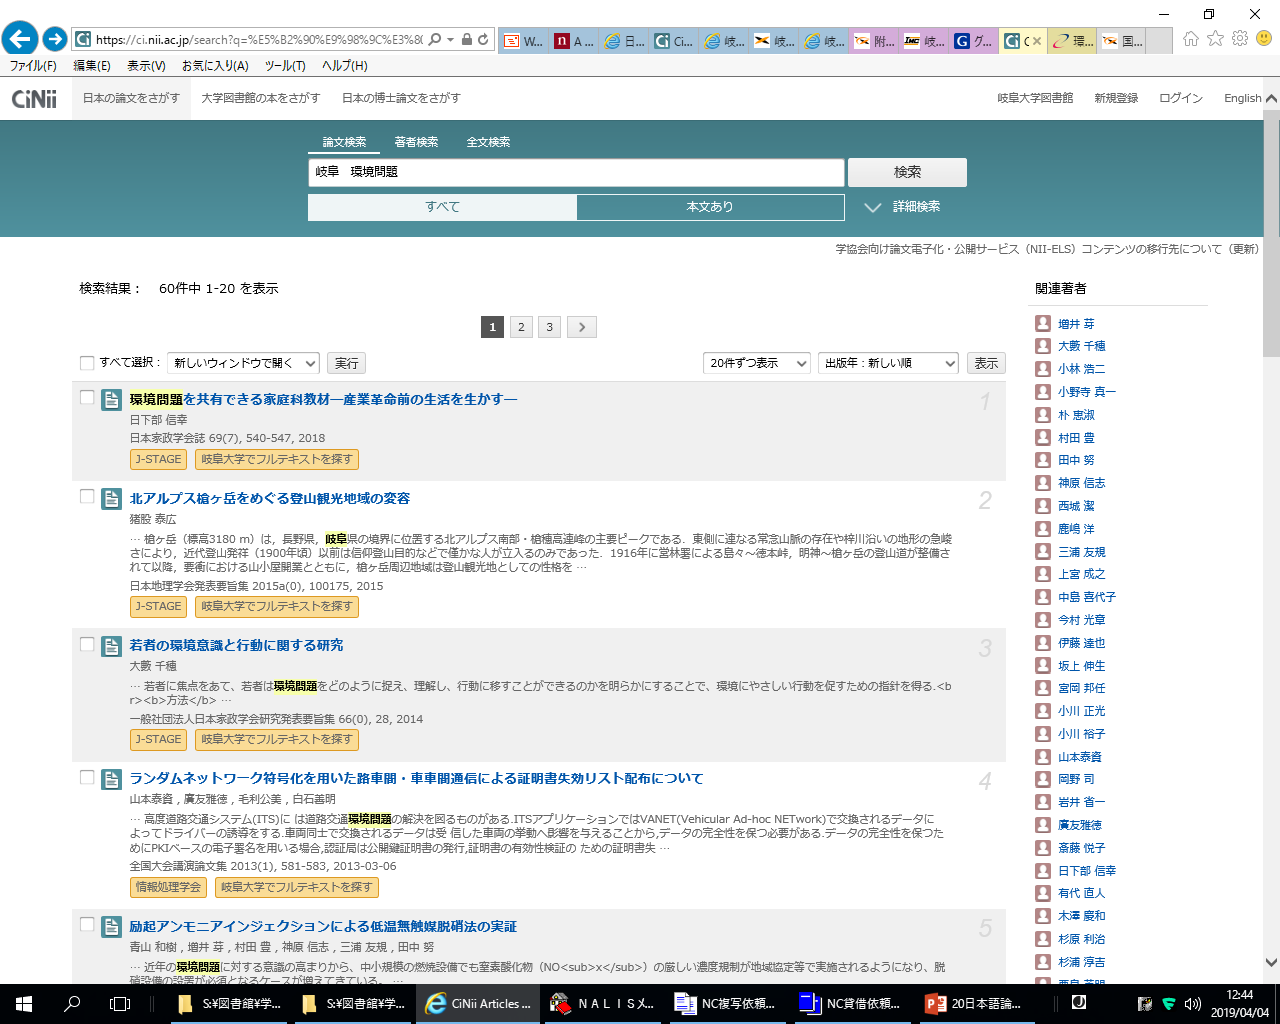 https://ci.nii.ac.jp/search?q=%E5%B2%90%E9%98%9C%E3%8(
W...
A ...
日...
Ci...
岐...
岐...
岐...
附...
岐...
グ...
環...
国...
ファイル(F) 編集(E) 表示(V) お気に入り(A) ツール(T) ヘルプ(H)
CiNii 日本の論文をさがす 大学図書館の本をさがす 日本の博士論文をさがす 岐阜大学図書館 新規登録 ログイン English
論文検索 著者検索 全文検索
岐阜　環境問題 検索
すべて 本文あり 詳細検索
学協会向け論文電子化・公開サービス（NII-ELS）コンテンツの移行先について（更新）
検索結果： 60件中 1-20 を表示
1 2 3
すべて選択： 新しいウィンドウで開く 実行 20件ずつ表示 出版年：新しい順 表示
環境問題を共有できる家庭科教材―産業革命前の生活を生かす― 1
日下部 信幸
日本家政学会誌 69(7), 540-547, 2018
J-STAGE 岐阜大学でフルテキストを探す
北アルプス槍ヶ岳をめぐる登山観光地域の変容 2
猪股 泰広
… 槍ヶ岳（標高3180 m）は，長野県，岐阜県の境界に位置する北アルプス南部・槍穂高連峰の主要ピークである．東側に連なる常念山脈の存在や梓川沿いの地形の急峻
さにより，近代登山発祥（1900年頃）以前は信仰登山目的などで僅かな人が立入るのみであった．1916年に営林署による島々～徳本峠，明神～槍ヶ岳の登山道が整備さ
れて以降，要衝における山小屋開業とともに，槍ヶ岳周辺地域は登山観光地としての性格を …
日本地理学会発表要旨集 2015a(0), 100175, 2015
J-STAGE 岐阜大学でフルテキストを探す
若者の環境意識と行動に関する研究 3
大藪 千穂
… 若者に焦点をあて、若者は環境問題をどのように捉え、理解し、行動に移すことができるのかを明らかにすることで、環境にやさしい行動を促すための指針を得る.<b
r><b>方法</b> …
一般社団法人日本家政学会研究発表要旨集 66(0), 28, 2014
J-STAGE 岐阜大学でフルテキストを探す
ランダムネットワーク符号化を用いた路車間・車車間通信による証明書失効リスト配布について 4
山本泰資 , 廣友雅徳 , 毛利公美 , 白石善明
… 高度道路交通システム(ITS)に は道路交通環境問題の解決を図るものがある.ITSアプリケーションではVANET(Vehicular Ad-hoc NETwork)で交換されるデータに
よってドライバーの誘導をする.車両同士で交換されるデータは受 信した車両の挙動へ影響を与えることから,データの完全性を保つ必要がある.データの完全性を保つた
めにPKIベースの電子署名を用いる場合,認証局は公開鍵証明書の発行,証明書の有効性検証の ための証明書失 …
全国大会講演論文集 2013(1), 581-583, 2013-03-06
情報処理学会 岐阜大学でフルテキストを探す
励起アンモニアインジェクションによる低温無触媒脱硝法の実証 5
青山 和樹 , 増井 芽 , 村田 豊 , 神原 信志 , 三浦 友規 , 田中 努
… 近年の環境問題に対する意識の高まりから、中小規模の燃焼設備でも窒素酸化物（NO<sub>x</sub>）の厳しい濃度規制が地域協定等で実施されるようになり、脱
硝設備の設置が必須となるケースが増えてきている。 …
関連著者
増井 芽
大藪 千穂
小林 浩二
小野寺 真一
朴 恵淑
村田 豊
田中 努
神原 信志
西城 潔
鹿嶋 洋
三浦 友規
上宮 成之
中島 喜代子
今村 光章
伊藤 達也
坂上 伸生
宮岡 邦任
小川 正光
小川 裕子
山本泰資
岡野 司
岩井 省一
廣友雅徳
斎藤 悦子
日下部 信幸
有代 直人
木澤 慶和
杉原 利治
杉浦 淳吉
S:¥図書館¥学... S:¥図書館¥学... CiNii Articles ... ＮＡＬＩＳメ... NC複写依頼... NC貸借依頼... 20日本語論...
12:44
2019/04/04